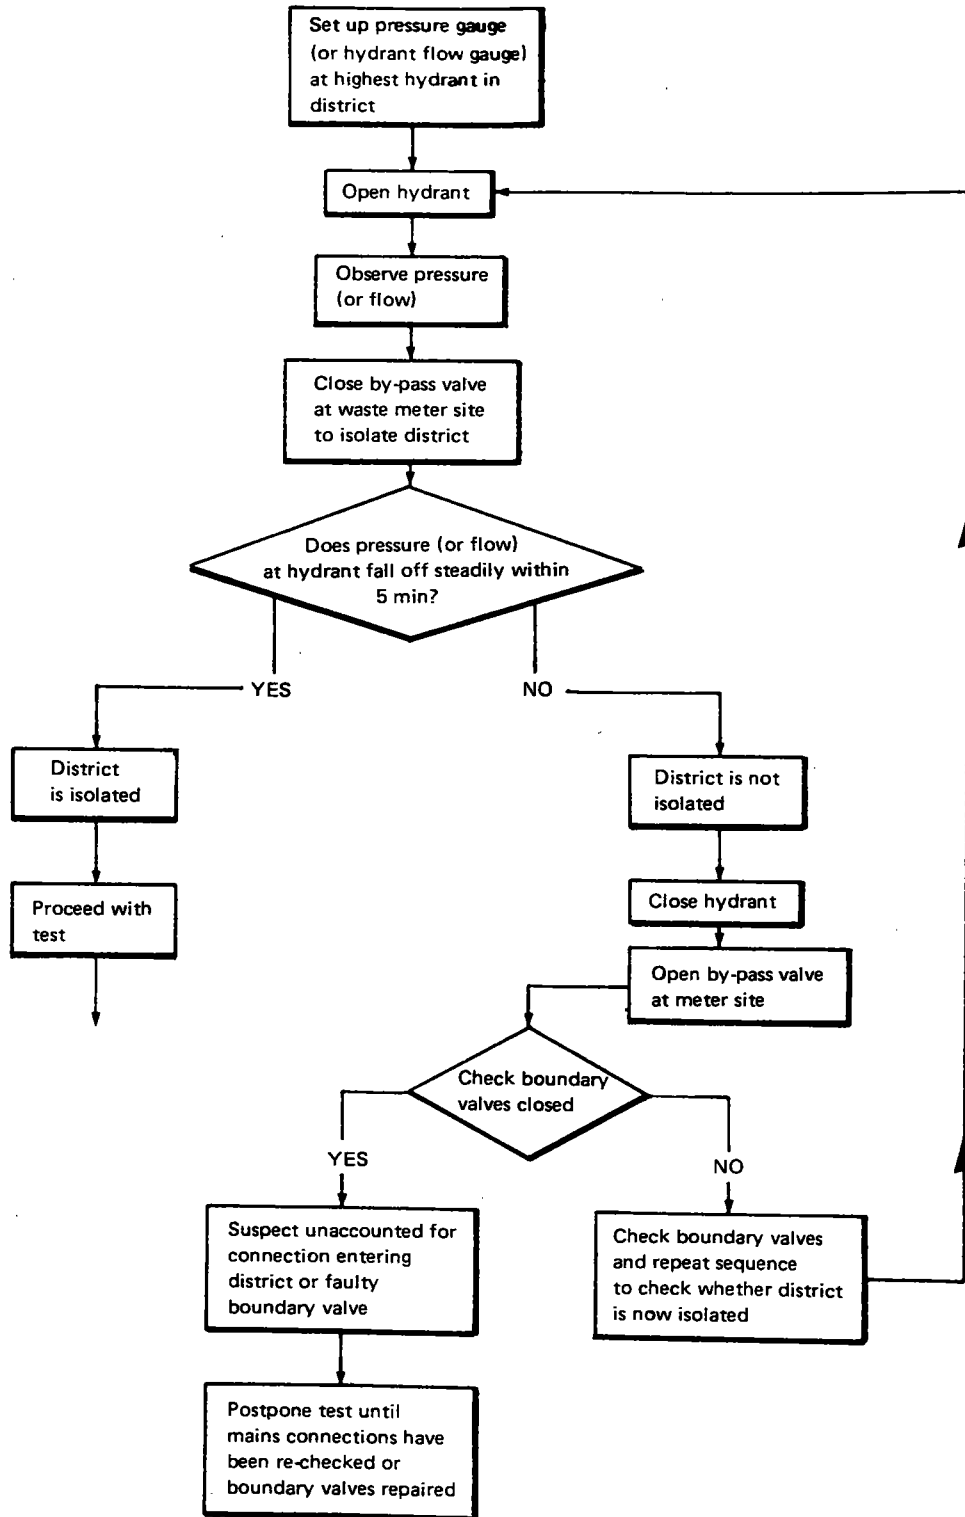 Set up pressure gauge
(or hydrant flow gauge)
at highest hydrant in
district
Open hydrant
Observe pressure
(or flow)
Close by-pass valve
at waste meter site
to isolate district
Does pressure (or flow)
at hydrant fall off steadily within
5 min?
YES
NO
District
is isolated
District is not
isolated
Proceed with
test
Close hydrant
Open by-pass valve
at meter site
Check boundary
valves closed
YES
NO
Suspect unaccounted for
connection entering
district or faulty
boundary valve
Check boundary valves
and repeat sequence
to check whether district
is now isolated
Postpone test until
mains connections have
been re-checked or
boundary valves repaired